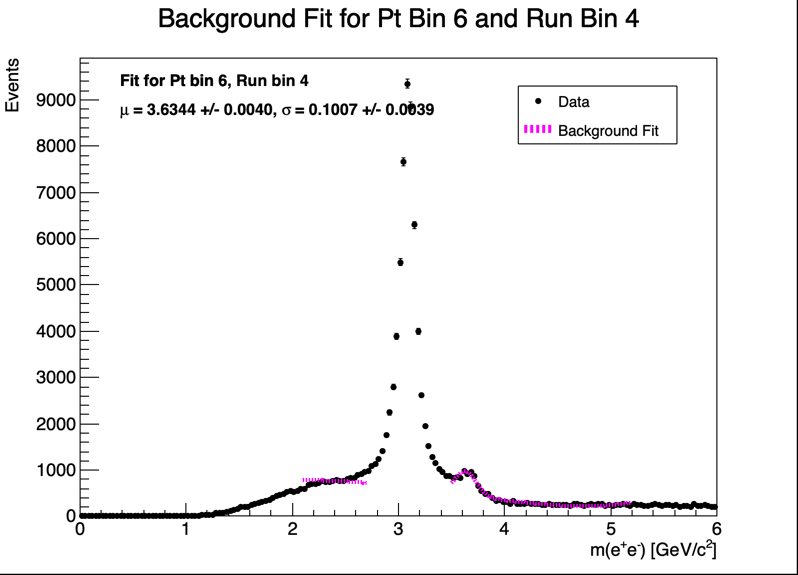 Background Fit for Pt Bin 6 and Run Bin 4
Events
Fit for Pt bin 6, Run bin 4
μ = 3.6344 +/- 0.0040, σ = 0.1007 +/- 0.0039
Data
Background Fit
9000
8000
7000
6000
5000
4000
3000
2000
1000
0
0 1 2 3 4 5 6
m(e⁺e⁻) [GeV/c²]